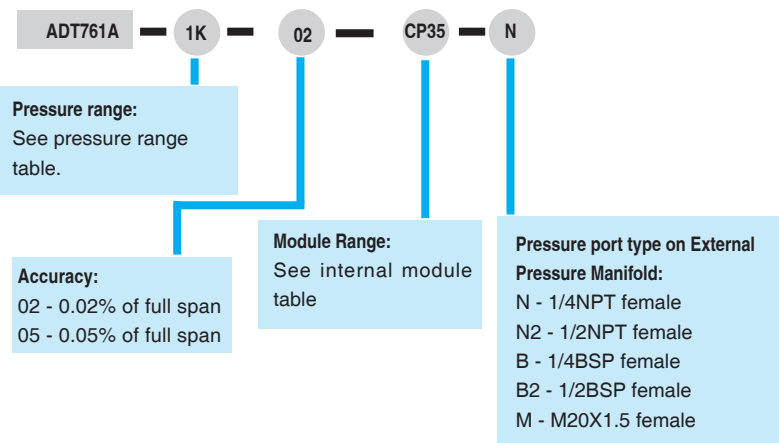 ADT761A 1K 02 CP35 N
Pressure range:
See pressure range
table.
Accuracy:
02 - 0.02% of full span
05 - 0.05% of full span
Module Range:
See internal module
table
Pressure port type on External
Pressure Manifold:
N - 1/4NPT female
N2 - 1/2NPT female
B - 1/4BSP female
B2 - 1/2BSP female
M - M20X1.5 female